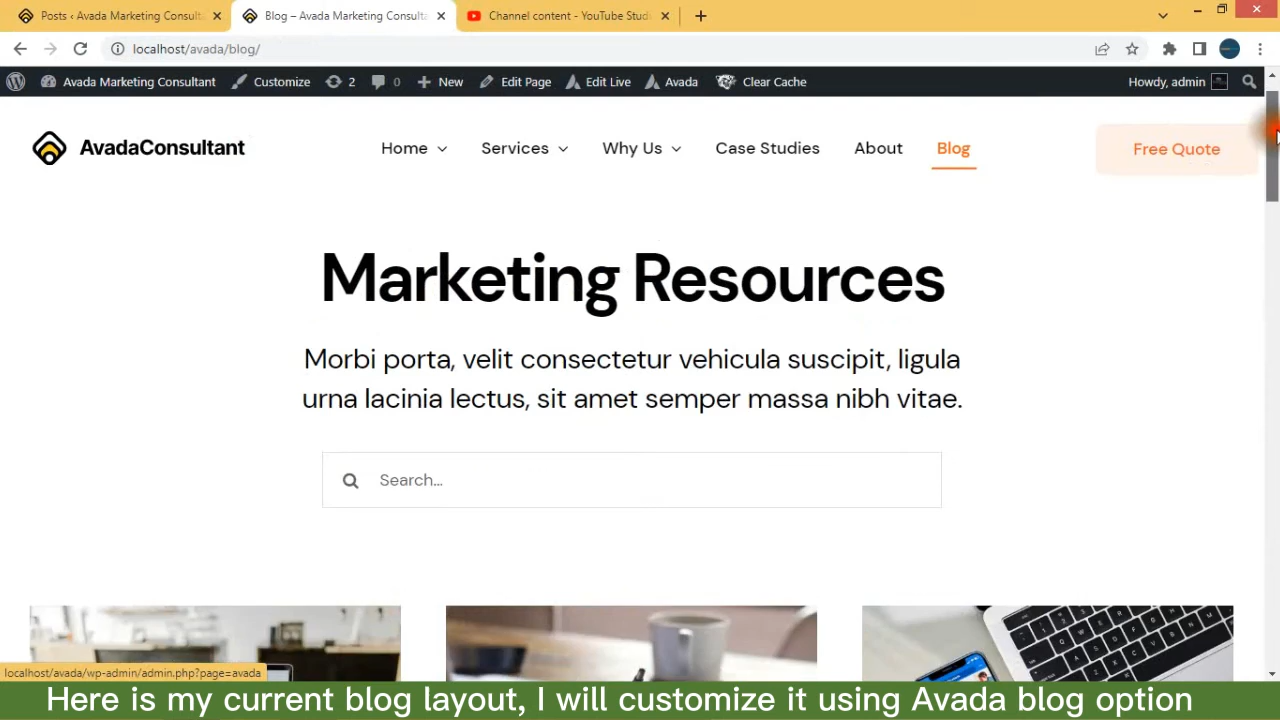 Posts ‹ Avada Marketing Consult
Blog – Avada Marketing Consulta
Channel content - YouTube Studi
localhost/avada/blog/
Avada Marketing Consultant
Customize
2
0
New
Edit Page
Edit Live
Avada
Clear Cache
Howdy, admin
AvadaConsultant
Home
Services
Why Us
Case Studies
About
Blog
Free Quote
Marketing Resources
Morbi porta, velit consectetur vehicula suscipit, ligula
urna lacinia lectus, sit amet semper massa nibh vitae.
Search...
localhost/avada/wp-admin/admin.php?page=avada
Here is my current blog layout, I will customize it using Avada blog option